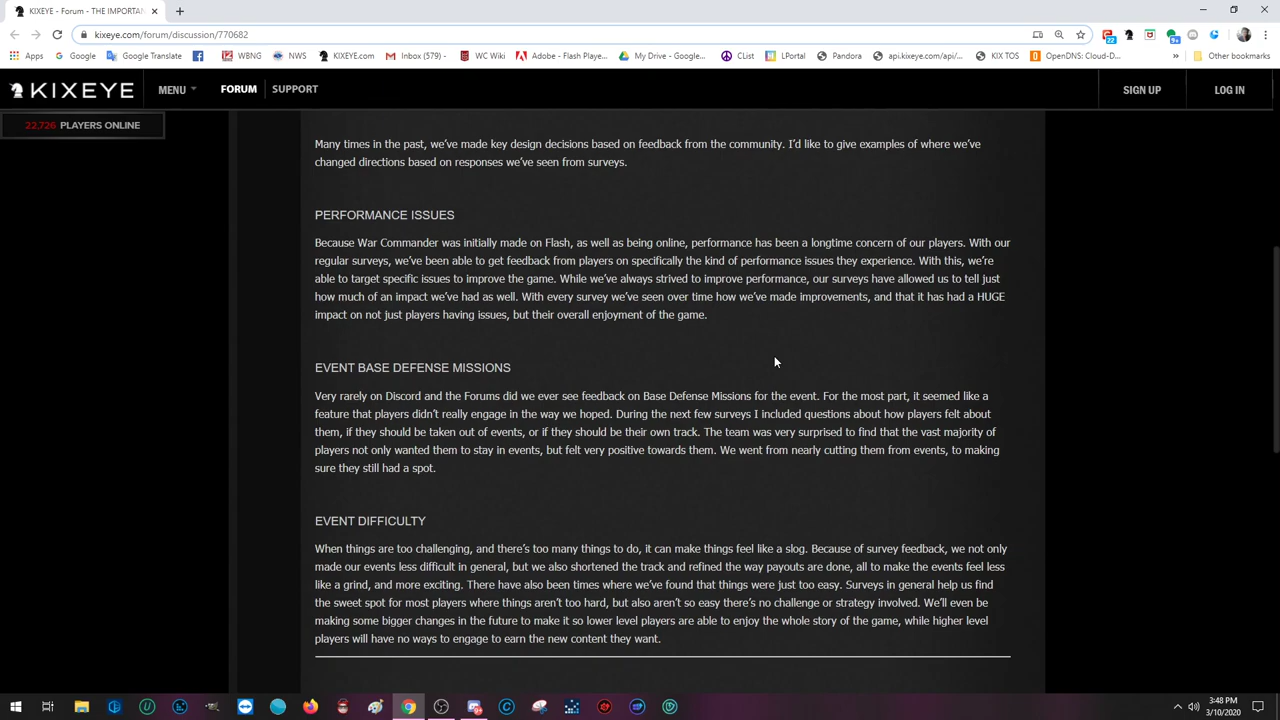 KIXEYE - Forum - THE IMPORTAN
kixeye.com/forum/discussion/770682
Apps Google Google Translate WBNG NWS KIXEYE.com Inbox (579) - WC Wiki Adobe - Flash Playe... My Drive - Google... CList LPortal Pandora api.kixeye.com/api/... KIX TOS OpenDNS: Cloud-D... » Other bookmarks
KIXEYE MENU FORUM SUPPORT SIGN UP LOG IN
22,726 PLAYERS ONLINE
Many times in the past, we've made key design decisions based on feedback from the community. I'd like to give examples of where we've
changed directions based on responses we've seen from surveys.
PERFORMANCE ISSUES
Because War Commander was initially made on Flash, as well as being online, performance has been a longtime concern of our players. With our
regular surveys, we've been able to get feedback from players on specifically the kind of performance issues they experience. With this, we're
able to target specific issues to improve the game. While we've always strived to improve performance, our surveys have allowed us to tell just
how much of an impact we've had as well. With every survey we've seen over time how we've made improvements, and that it has had a HUGE
impact on not just players having issues, but their overall enjoyment of the game.
EVENT BASE DEFENSE MISSIONS
Very rarely on Discord and the Forums did we ever see feedback on Base Defense Missions for the event. For the most part, it seemed like a
feature that players didn't really engage in the way we hoped. During the next few surveys I included questions about how players felt about
them, if they should be taken out of events, or if they should be their own track. The team was very surprised to find that the vast majority of
players not only wanted them to stay in events, but felt very positive towards them. We went from nearly cutting them from events, to making
sure they still had a spot.
EVENT DIFFICULTY
When things are too challenging, and there's too many things to do, it can make things feel like a slog. Because of survey feedback, we not only
made our events less difficult in general, but we also shortened the track and refined the way payouts are done, all to make the events feel less
like a grind, and more exciting. There have also been times where we've found that things were just too easy. Surveys in general help us find
the sweet spot for most players where things aren't too hard, but also aren't so easy there's no challenge or strategy involved. We'll even be
making some bigger changes in the future to make it so lower level players are able to enjoy the whole story of the game, while higher level
players will have no ways to engage to earn the new content they want.
3:48 PM
3/10/2020